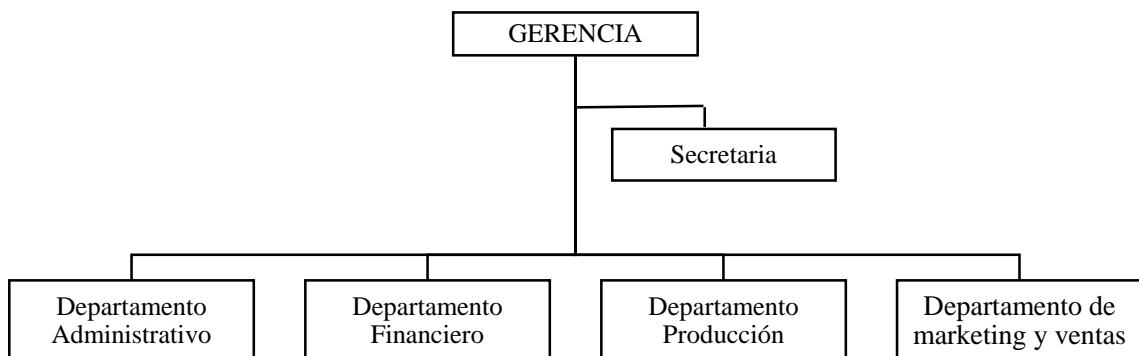 GERENCIA
Secretaria
Departamento
Administrativo
Departamento
Financiero
Departamento
Producción
Departamento de
marketing y ventas